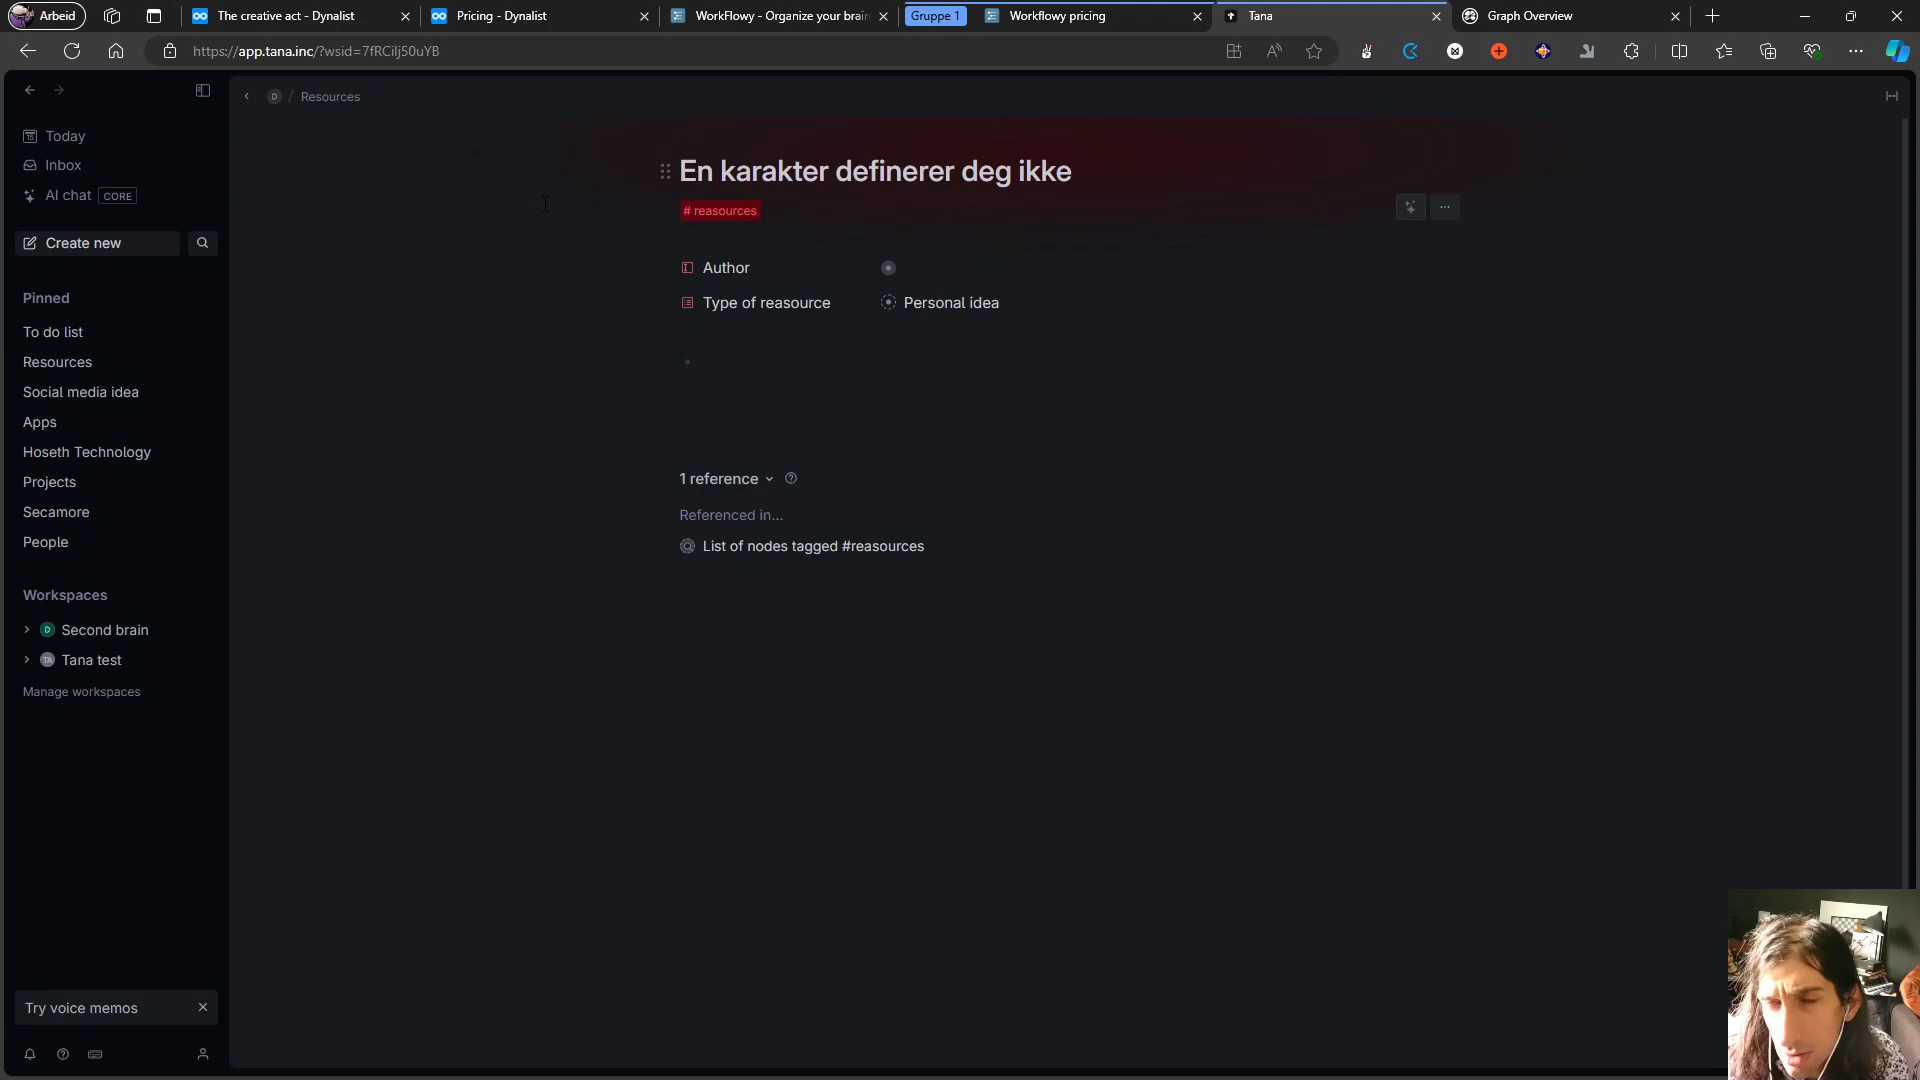 Arbeid
The creative act - Dynalist
Pricing - Dynalist
WorkFlowy - Organize your brain
Gruppe 1
Workflowy pricing
Tana
Graph Overview
https://app.tana.inc/?wsid=7fRCilj50uYB
D / Resources
Today
Inbox
AI chat CORE
Create new
Pinned
To do list
Resources
Social media idea
Apps
Hoseth Technology
Projects
Secamore
People
Workspaces
D Second brain
TA Tana test
Manage workspaces
Try voice memos
En karakter definerer deg ikke
# reasources
Author
Type of reasource Personal idea
1 reference
Referenced in...
List of nodes tagged #reasources